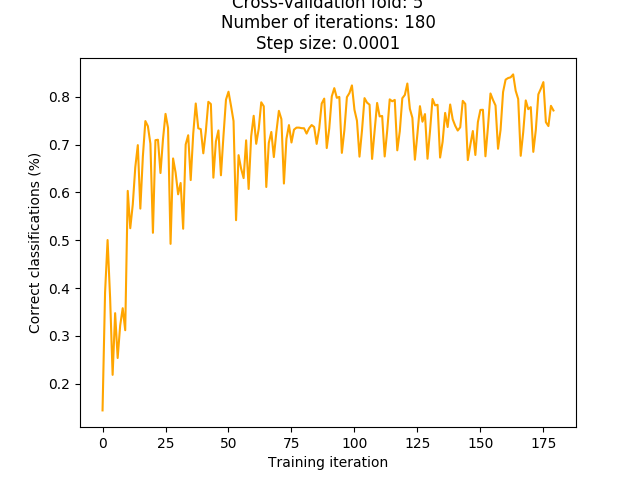 Cross-validation fold: 5
Number of iterations: 180
Step size: 0.0001
Correct classifications (%)
0.8
0.7
0.6
0.5
0.4
0.3
0.2
0 25 50 75 100 125 150 175
Training iteration